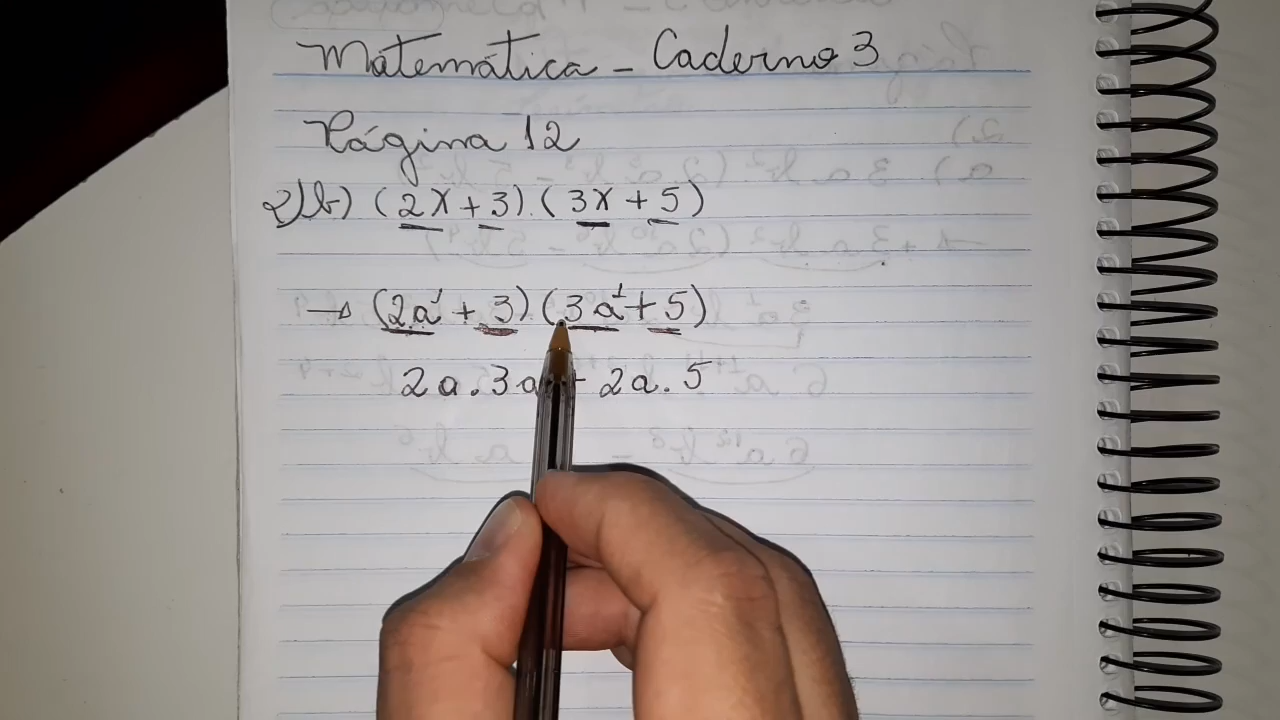 Matemática - Caderno 3
Página 12
2)b) (2x+3).(3x+5)
→ (2a¹ + 3) (3a¹ + 5)
2a.3a + 2a.5